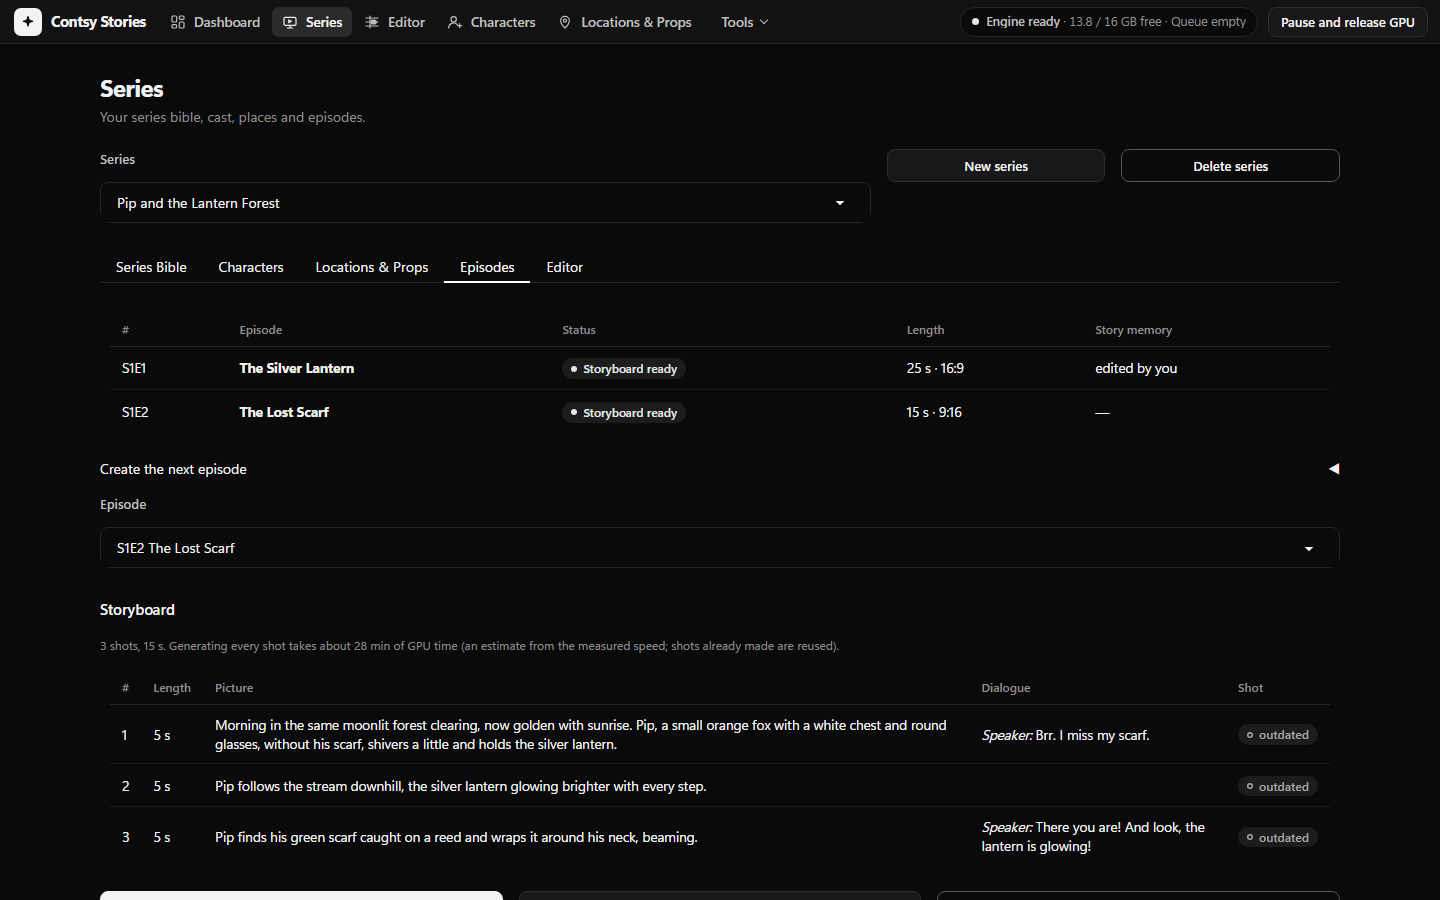 Contsy Stories
Dashboard
Series
Editor
Characters
Locations & Props
Tools
Engine ready · 13.8 / 16 GB free · Queue empty
Pause and release GPU
Series
Your series bible, cast, places and episodes.
Series
New series
Delete series
Pip and the Lantern Forest
Series Bible
Characters
Locations & Props
Episodes
Editor
# Episode Status Length Story memory
S1E1 The Silver Lantern Storyboard ready 25 s · 16:9 edited by you
S1E2 The Lost Scarf Storyboard ready 15 s · 9:16 —
Create the next episode
Episode
S1E2 The Lost Scarf
Storyboard
3 shots, 15 s. Generating every shot takes about 28 min of GPU time (an estimate from the measured speed; shots already made are reused).
# Length Picture Dialogue Shot
1 5 s Morning in the same moonlit forest clearing, now golden with sunrise. Pip, a small orange fox with a white chest and round
glasses, without his scarf, shivers a little and holds the silver lantern.
Speaker: Brr. I miss my scarf.
outdated
2 5 s Pip follows the stream downhill, the silver lantern glowing brighter with every step.
outdated
3 5 s Pip finds his green scarf caught on a reed and wraps it around his neck, beaming.
Speaker: There you are! And look, the
lantern is glowing!
outdated